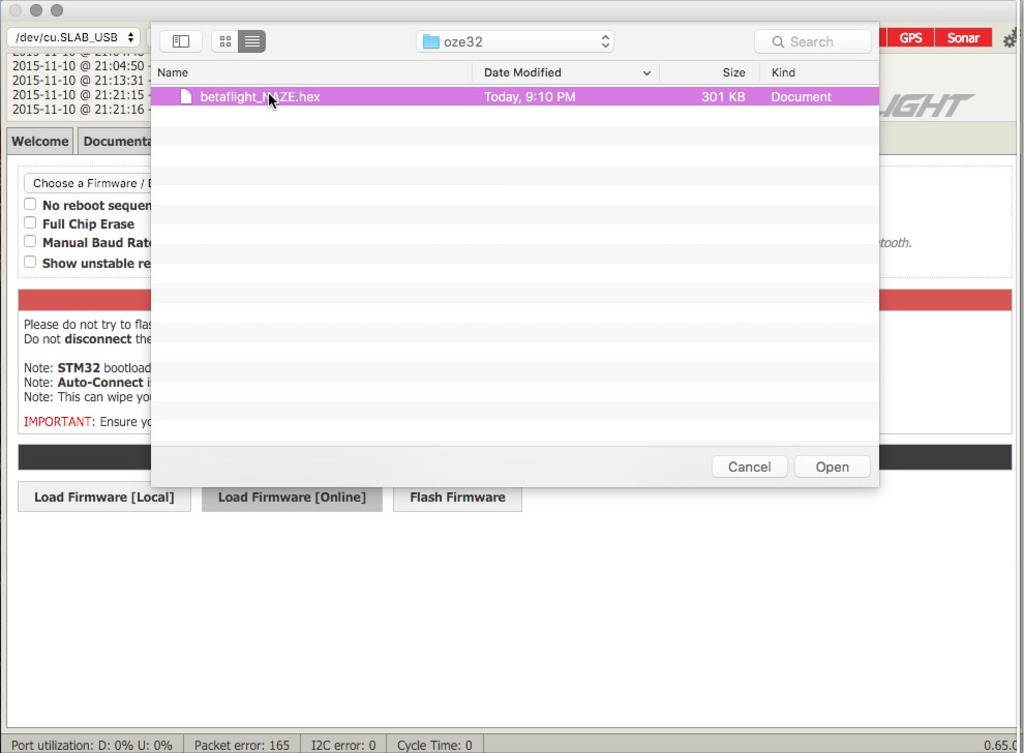 /dev/cu.SLAB_USB
oze32
Search
GPS
Sonar
2015-11-10 @ 21:04:50 -
2015-11-10 @ 21:13:31 -
2015-11-10 @ 21:21:15 -
2015-11-10 @ 21:21:16 -
Name
Date Modified
Size
Kind
betaflight_NAZE.hex
Today, 9:10 PM
301 KB
Document
LIGHT
Welcome
Documenta
Choose a Firmware / B
No reboot sequen
Full Chip Erase
Manual Baud Rate
etooth.
Show unstable re
Please do not try to flas
Do not disconnect the
Note: STM32 bootload
Note: Auto-Connect i
Note: This can wipe you
IMPORTANT: Ensure yo
Cancel
Open
Load Firmware [Local]
Load Firmware [Online]
Flash Firmware
Port utilization: D: 0% U: 0%
Packet error: 165
I2C error: 0
Cycle Time: 0
0.65.0